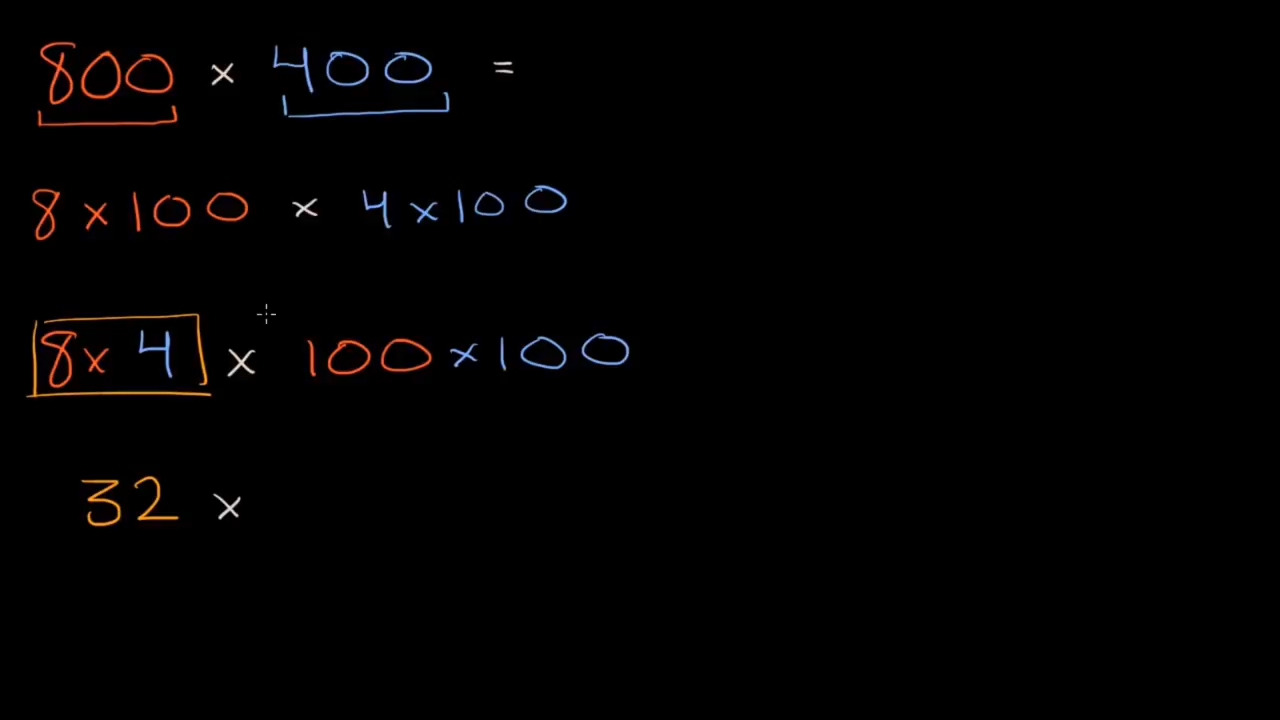 800 × 400 =
8 × 100 × 4 × 100
8 × 4 × 100 × 100
32 ×